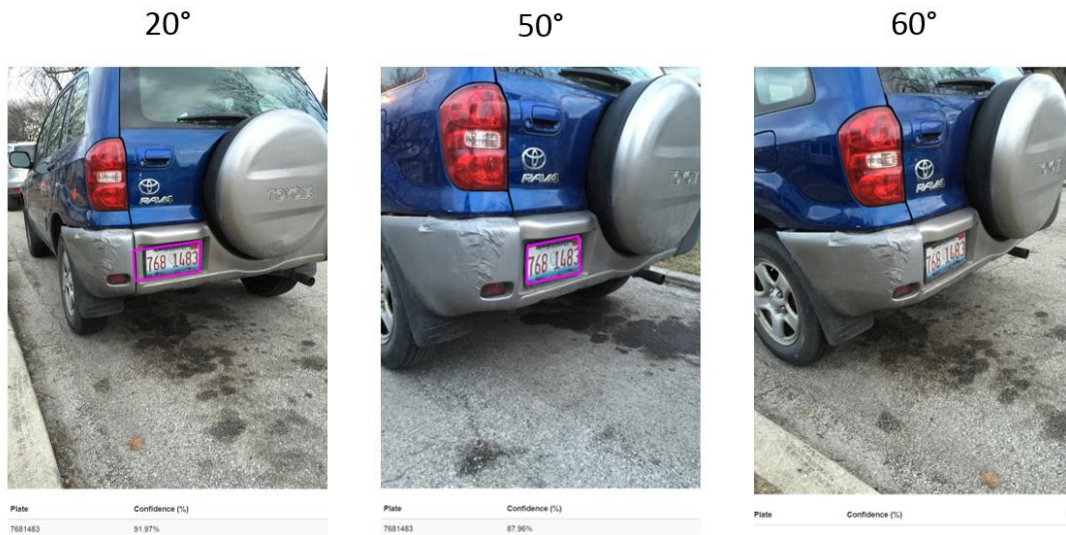 20° 50° 60°
TOYOTA
RAV4
768 1483
RAV4
768 1483
RAV4
768 1483
Plate Confidence (%)
7681483 91.97%
Plate Confidence (%)
7681483 87.96%
Plate Confidence (%)